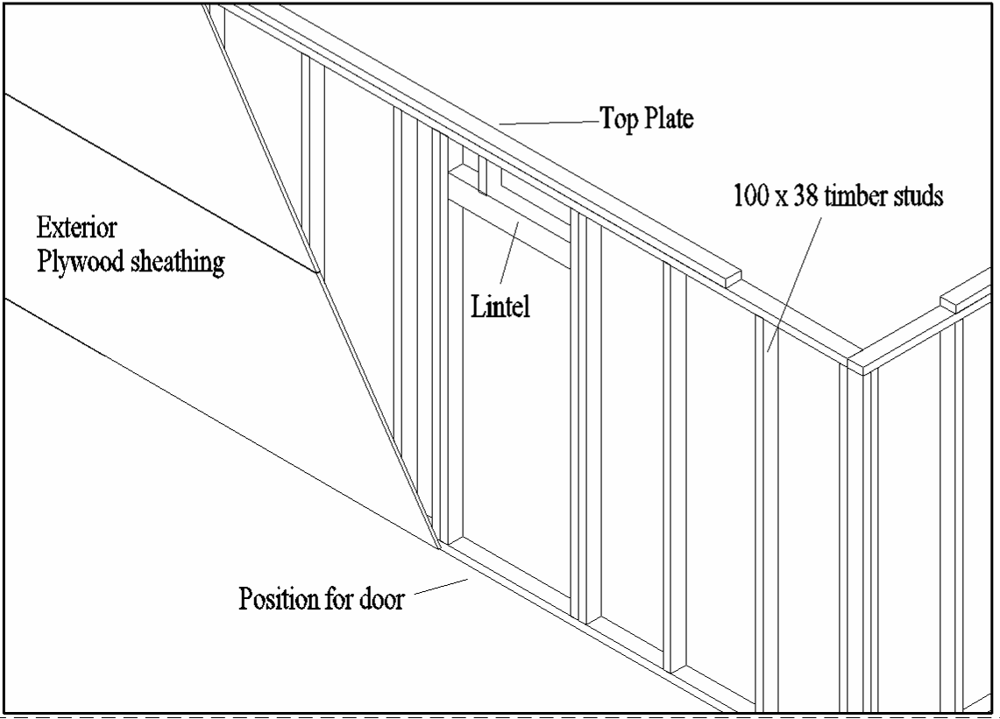 Top Plate
100 x 38 timber studs
Exterior
Plywood sheathing
Lintel
Position for door